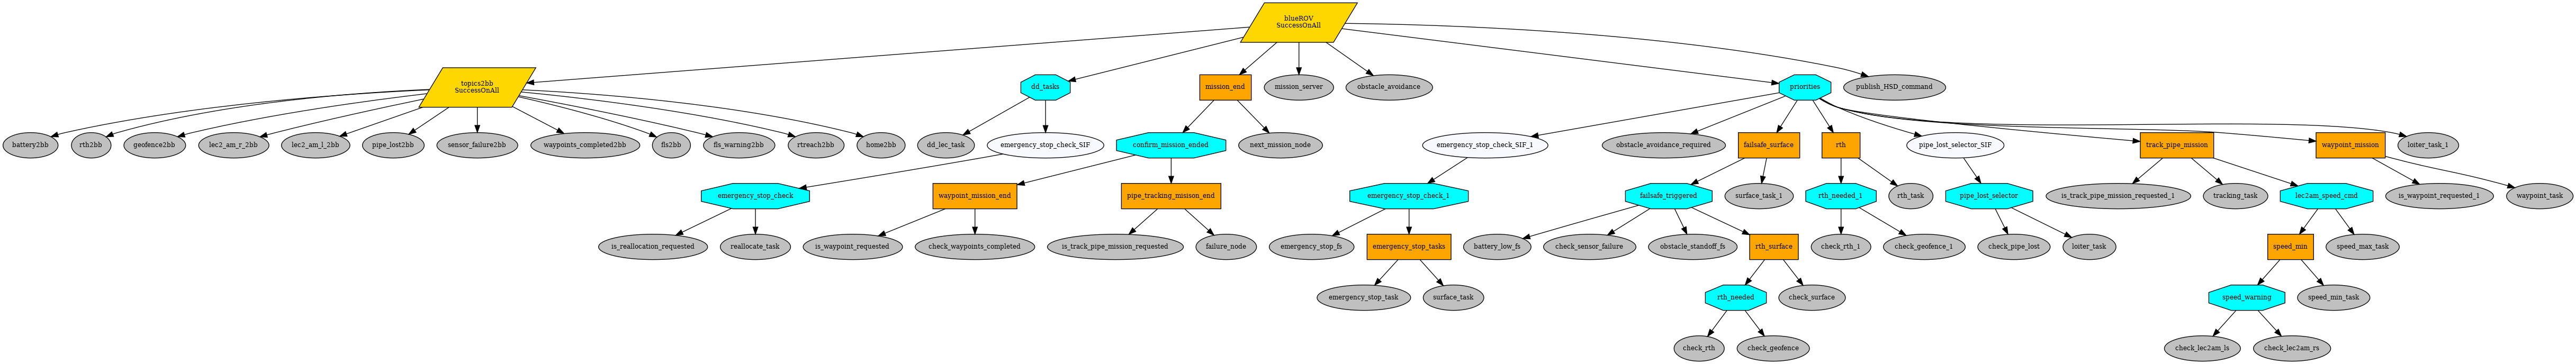 blueROV
SuccessOnAll
topics2bb
SuccessOnAll
dd_tasks
mission_end
mission_server
obstacle_avoidance
priorities
publish_HSD_command
battery2bb
rth2bb
geofence2bb
lec2_am_r_2bb
lec2_am_l_2bb
pipe_lost2bb
sensor_failure2bb
waypoints_completed2bb
fls2bb
fls_warning2bb
rtreach2bb
home2bb
dd_lec_task
emergency_stop_check_SIF
confirm_mission_ended
next_mission_node
emergency_stop_check_SIF_1
obstacle_avoidance_required
failsafe_surface
rth
pipe_lost_selector_SIF
track_pipe_mission
waypoint_mission
loiter_task_1
emergency_stop_check
waypoint_mission_end
pipe_tracking_misison_end
emergency_stop_check_1
failsafe_triggered
surface_task_1
rth_needed_1
rth_task
pipe_lost_selector
is_track_pipe_mission_requested_1
tracking_task
lec2am_speed_cmd
is_waypoint_requested_1
waypoint_task
is_reallocation_requested
reallocate_task
is_waypoint_requested
check_waypoints_completed
is_track_pipe_mission_requested
failure_node
emergency_stop_fs
emergency_stop_tasks
battery_low_fs
check_sensor_failure
obstacle_standoff_fs
rth_surface
check_rth_1
check_geofence_1
check_pipe_lost
loiter_task
speed_min
speed_max_task
emergency_stop_task
surface_task
rth_needed
check_surface
speed_warning
speed_min_task
check_rth
check_geofence
check_lec2am_ls
check_lec2am_rs